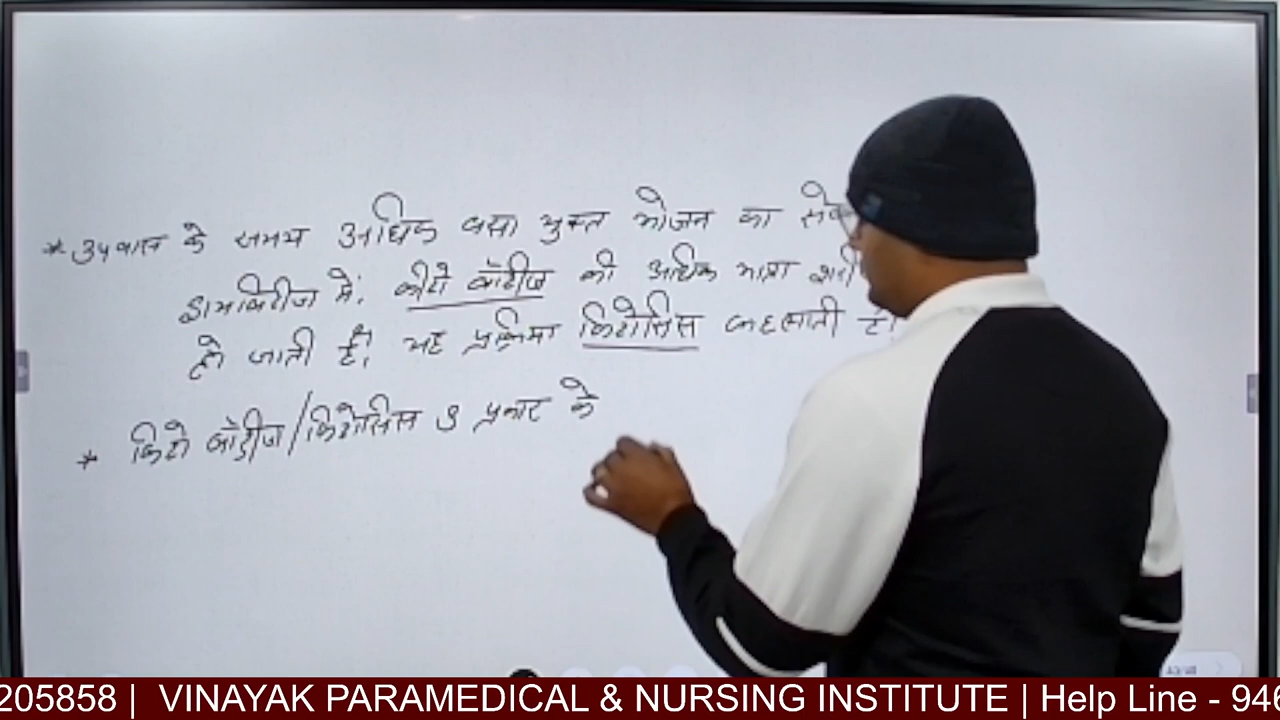 * उपवास के समय अधिक वसा युक्त भोजन का
डायबिटीज में, कीटो बॉडीज की अधिक मात्रा
हो जाती है, यह प्रक्रिया किटोसिस कहलाती है।
* किटो बॉडीज/किटोसिस 3 प्रकार के
205858 | VINAYAK PARAMEDICAL & NURSING INSTITUTE | Help Line - 946